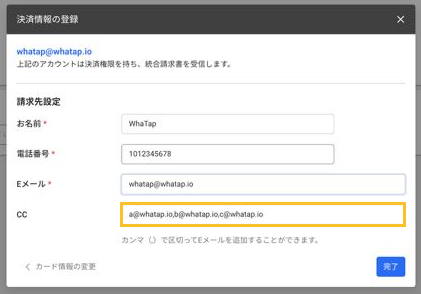 決済情報の登録
whatap@whatap.io
上記のアカウントは決済権限を持ち、統合請求書を受信します。
請求先設定
お名前 * WhaTap
電話番号 * 1012345678
Eメール * whatap@whatap.io
CC a@whatap.io,b@whatap.io,c@whatap.io
カンマ（,）で区切ってEメールを追加することができます。
カード情報の変更 完了